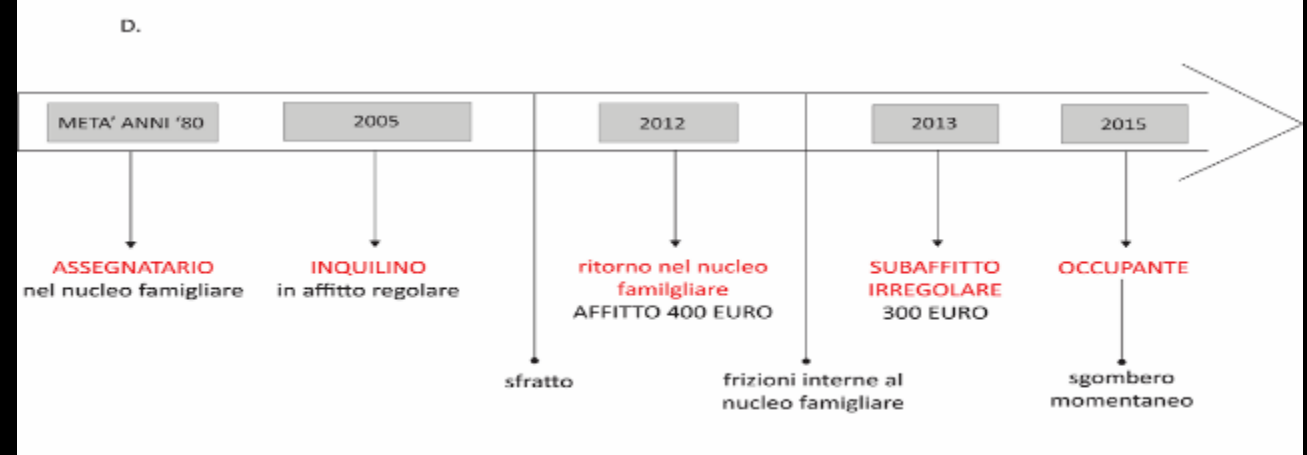 D.
META' ANNI '80
2005
2012
2013
2015
ASSEGNATARIO
nel nucleo famigliare
INQUILINO
in affitto regolare
ritorno nel nucleo
familgliare
AFFITTO 400 EURO
SUBAFFITTO
IRREGOLARE
300 EURO
OCCUPANTE
sfratto
frizioni interne al
nucleo famigliare
sgombero
momentaneo